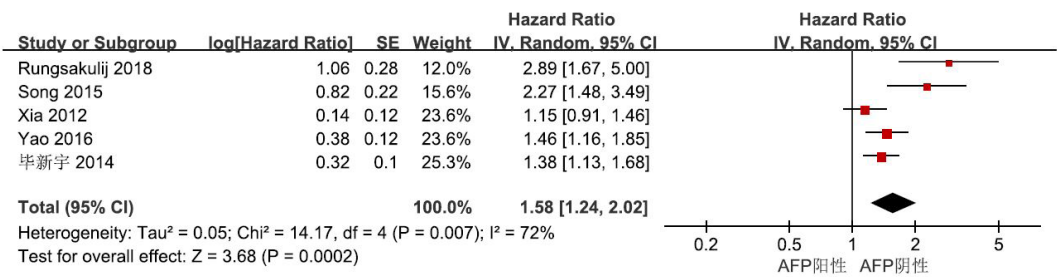 Hazard Ratio Hazard Ratio
Study or Subgroup log[Hazard Ratio] SE Weight IV, Random, 95% CI IV, Random, 95% CI
Rungsakulij 2018 1.06 0.28 12.0% 2.89 [1.67, 5.00]
Song 2015 0.82 0.22 15.6% 2.27 [1.48, 3.49]
Xia 2012 0.14 0.12 23.6% 1.15 [0.91, 1.46]
Yao 2016 0.38 0.12 23.6% 1.46 [1.16, 1.85]
毕新宇 2014 0.32 0.1 25.3% 1.38 [1.13, 1.68]
Total (95% CI) 100.0% 1.58 [1.24, 2.02]
Heterogeneity: Tau² = 0.05; Chi² = 14.17, df = 4 (P = 0.007); I² = 72%
Test for overall effect: Z = 3.68 (P = 0.0002)
0.2 0.5 1 2 5
AFP阳性 AFP阴性